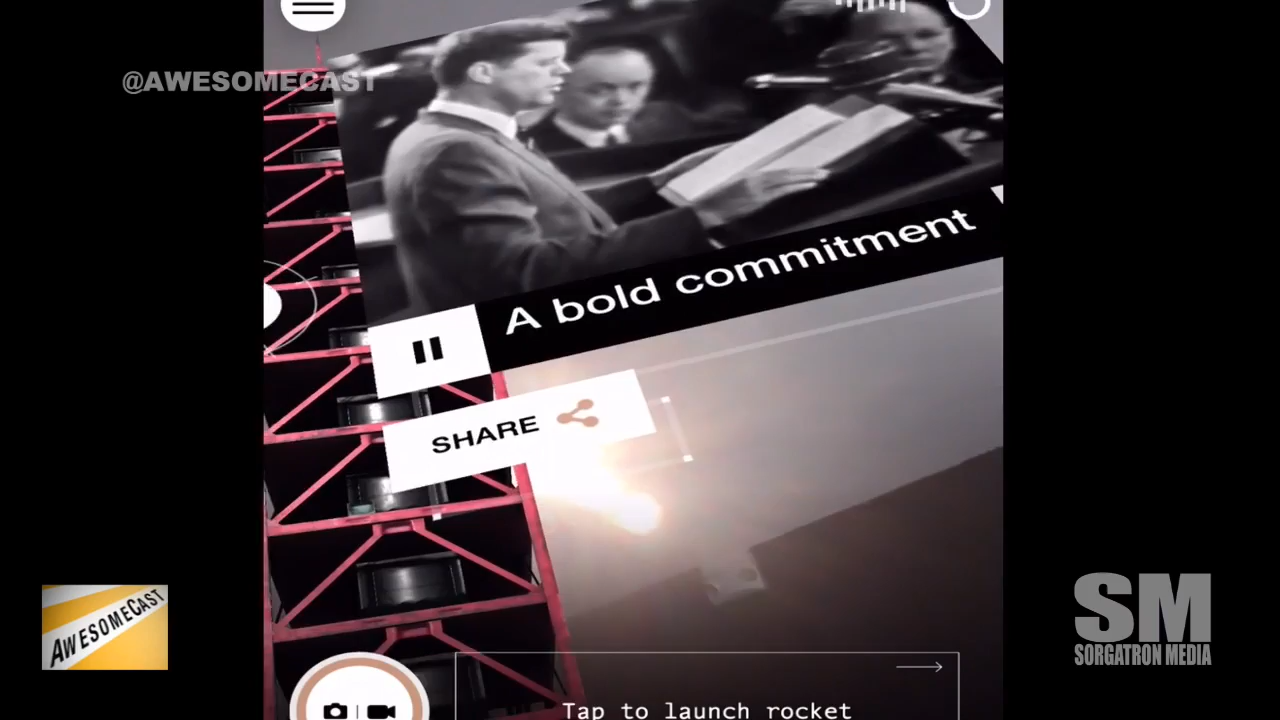 @AWESOMECAST
A bold commitment
SHARE
AWESOMECAST
SM
SORGATRON MEDIA
Tap to launch rocket